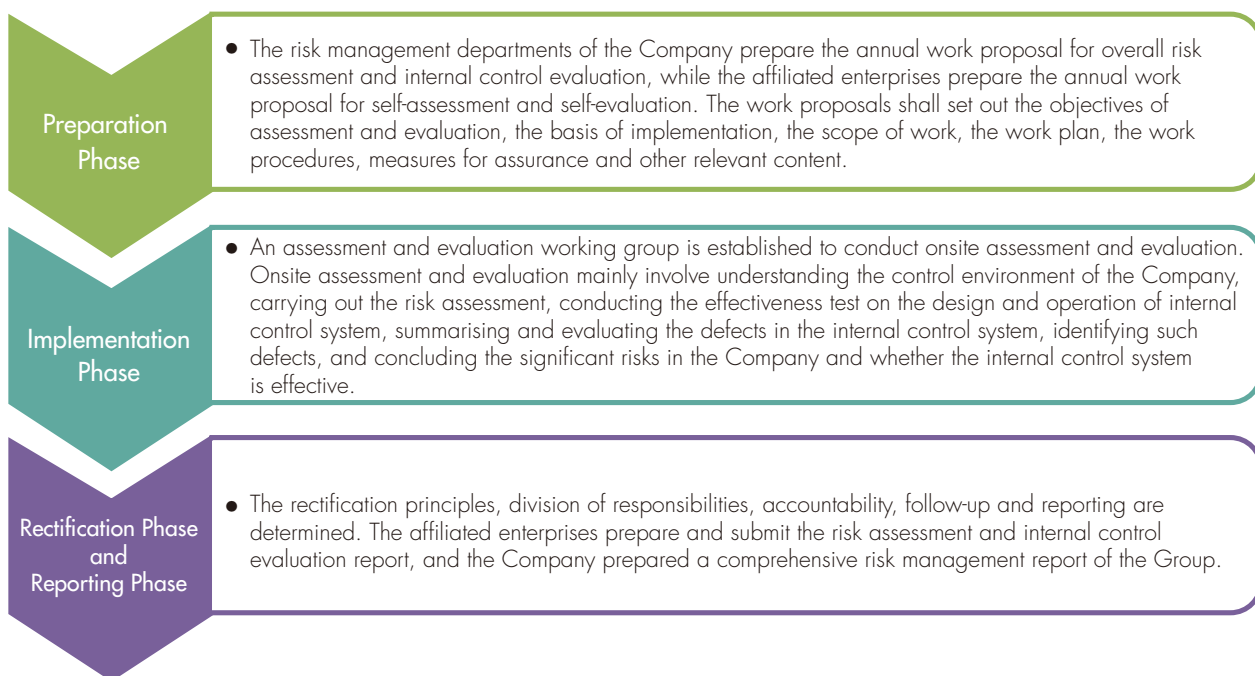 Preparation
Phase
● The risk management departments of the Company prepare the annual work proposal for overall risk
assessment and internal control evaluation, while the affiliated enterprises prepare the annual work
proposal for self-assessment and self-evaluation. The work proposals shall set out the objectives of
assessment and evaluation, the basis of implementation, the scope of work, the work plan, the work
procedures, measures for assurance and other relevant content.
Implementation
Phase
● An assessment and evaluation working group is established to conduct onsite assessment and evaluation.
Onsite assessment and evaluation mainly involve understanding the control environment of the Company,
carrying out the risk assessment, conducting the effectiveness test on the design and operation of internal
control system, summarising and evaluating the defects in the internal control system, identifying such
defects, and concluding the significant risks in the Company and whether the internal control system
is effective.
Rectification Phase
and
Reporting Phase
● The rectification principles, division of responsibilities, accountability, follow-up and reporting are
determined. The affiliated enterprises prepare and submit the risk assessment and internal control
evaluation report, and the Company prepared a comprehensive risk management report of the Group.